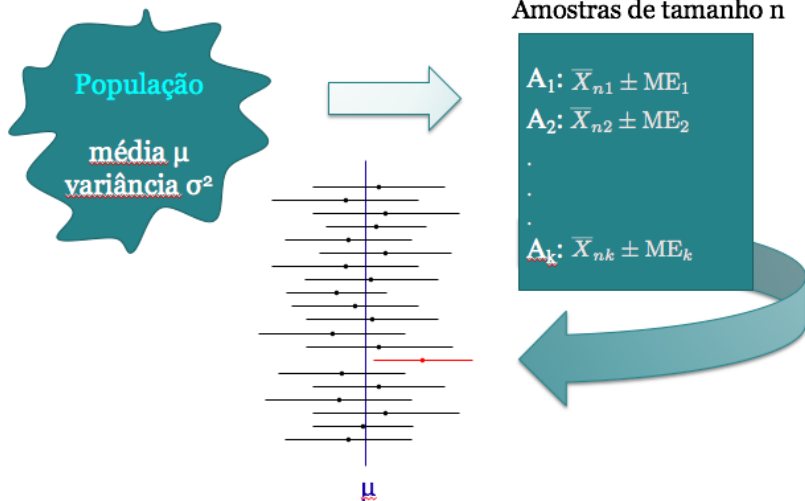 Amostras de tamanho n
População
média μ
variância σ²
A₁: X̅ₙ₁ ± ME₁
A₂: X̅ₙ₂ ± ME₂
.
.
.
Aₖ: X̅ₙₖ ± MEₖ
μ